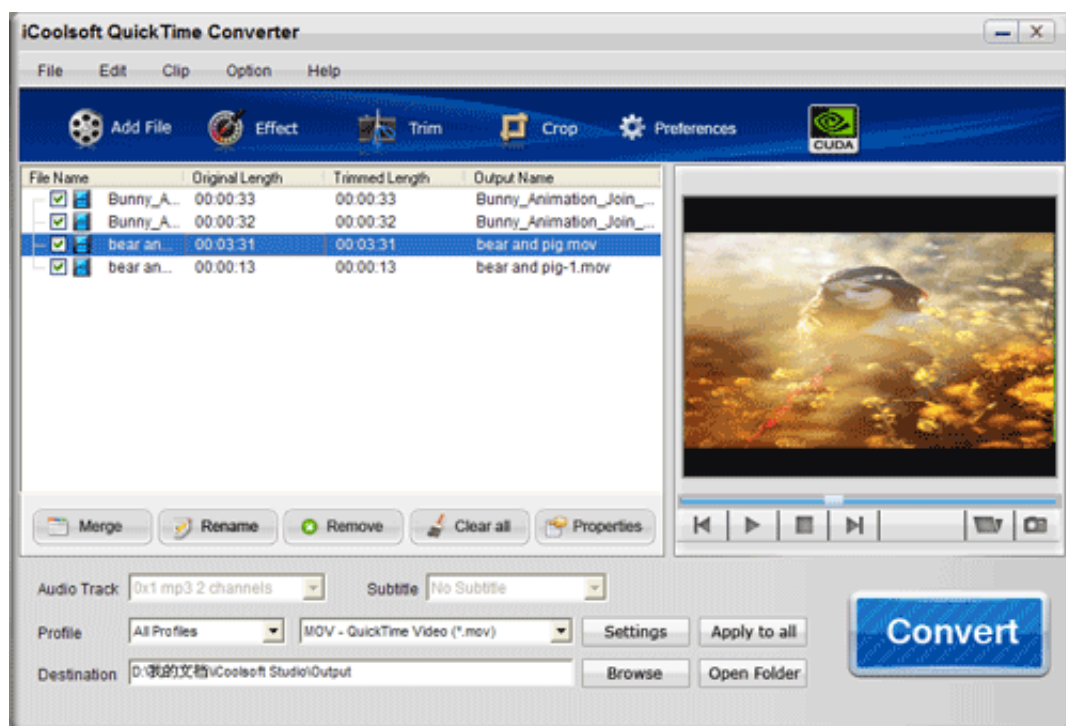 iCoolsoft QuickTime Converter
File Edit Clip Option Help
Add File Effect Trim Crop Preferences CUDA
File Name Original Length Trimmed Length Output Name
Bunny_A... 00:00:33 00:00:33 Bunny_Animation_Join_...
Bunny_A... 00:00:32 00:00:32 Bunny_Animation_Join_...
bear an... 00:03:31 00:03:31 bear and pig.mov
bear an... 00:00:13 00:00:13 bear and pig-1.mov
Merge Rename Remove Clear all Properties
Audio Track 0x1 mp3 2 channels Subtitle No Subtitle
Profile All Profiles MOV - QuickTime Video (*.mov) Settings Apply to all
Convert
Destination D:\我的文档\iCoolsoft Studio\Output Browse Open Folder